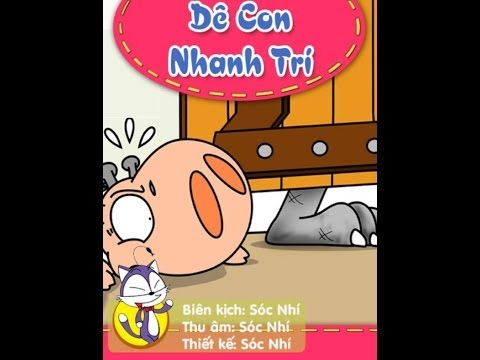 Dê Con
Nhanh Trí
Biên kịch: Sóc Nhí
Thu âm: Sóc Nhí
Thiết kế: Sóc Nhí